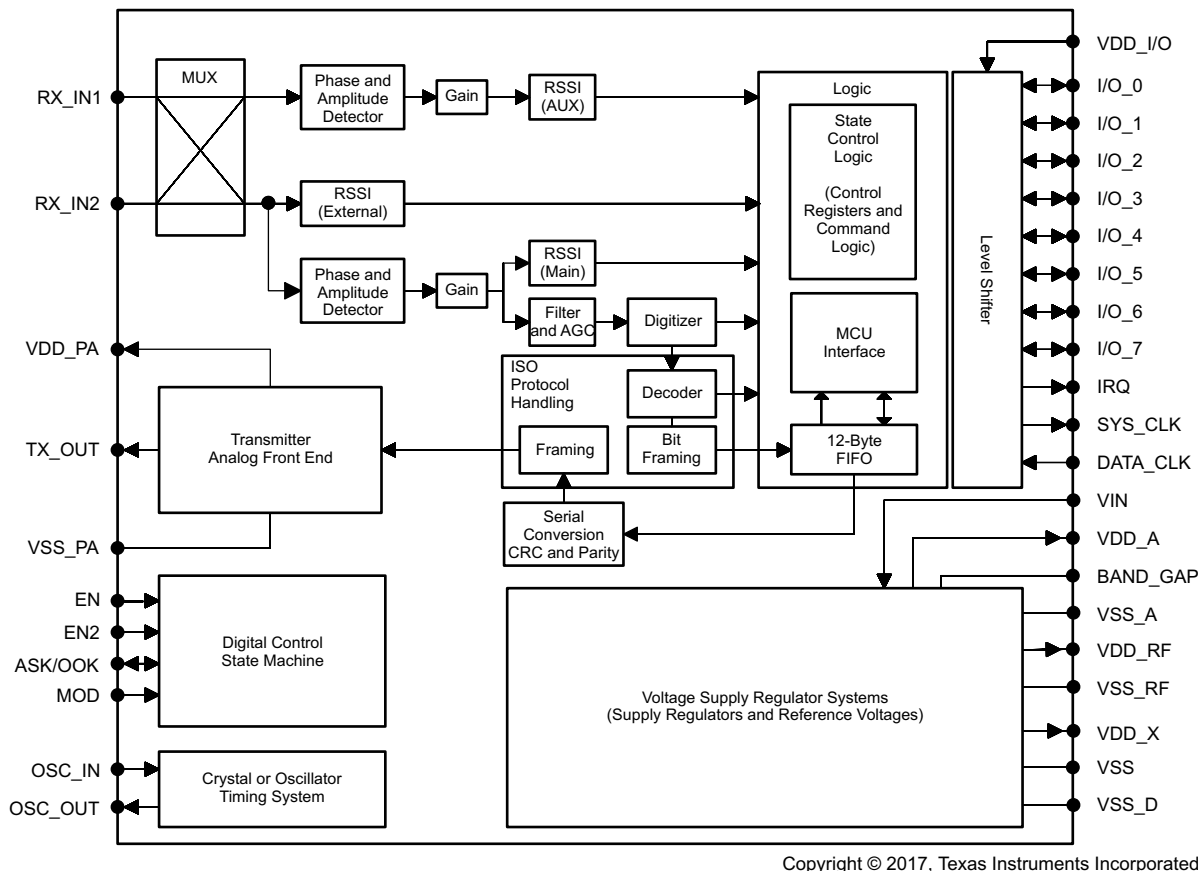 MUX
RX_IN1
Phase and
Amplitude
Detector
Gain
RSSI
(AUX)
RX_IN2
RSSI
(External)
Phase and
Amplitude
Detector
Gain
RSSI
(Main)
Filter
and AGC
Digitizer
ISO
Protocol
Handling
Decoder
Bit
Framing
Framing
Serial
Conversion
CRC and Parity
Logic
State
Control
Logic
(Control
Registers and
Command
Logic)
MCU
Interface
12-Byte
FIFO
Level Shifter
VDD_PA
TX_OUT
VSS_PA
Transmitter
Analog Front End
EN
EN2
ASK/OOK
MOD
Digital Control
State Machine
OSC_IN
OSC_OUT
Crystal or Oscillator
Timing System
Voltage Supply Regulator Systems
(Supply Regulators and Reference Voltages)
VDD_I/O
I/O_0
I/O_1
I/O_2
I/O_3
I/O_4
I/O_5
I/O_6
I/O_7
IRQ
SYS_CLK
DATA_CLK
VIN
VDD_A
BAND_GAP
VSS_A
VDD_RF
VSS_RF
VDD_X
VSS
VSS_D
Copyright © 2017, Texas Instruments Incorporated